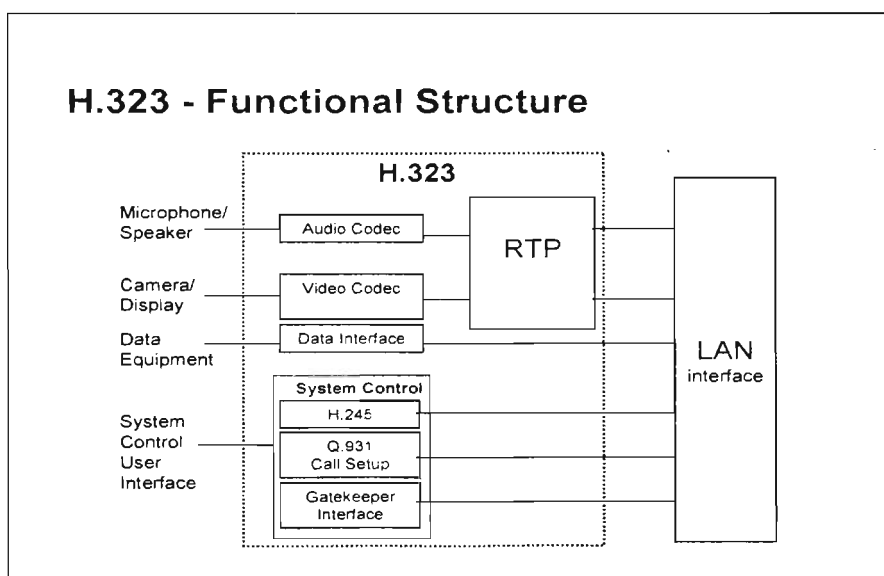 H.323 - Functional Structure
H.323
Microphone/
Speaker
Audio Codec
RTP
Camera/
Display
Video Codec
Data
Equipment
Data Interface
LAN
interface
System Control
H.245
System
Control
User
Interface
Q.931
Call Setup
Gatekeeper
Interface